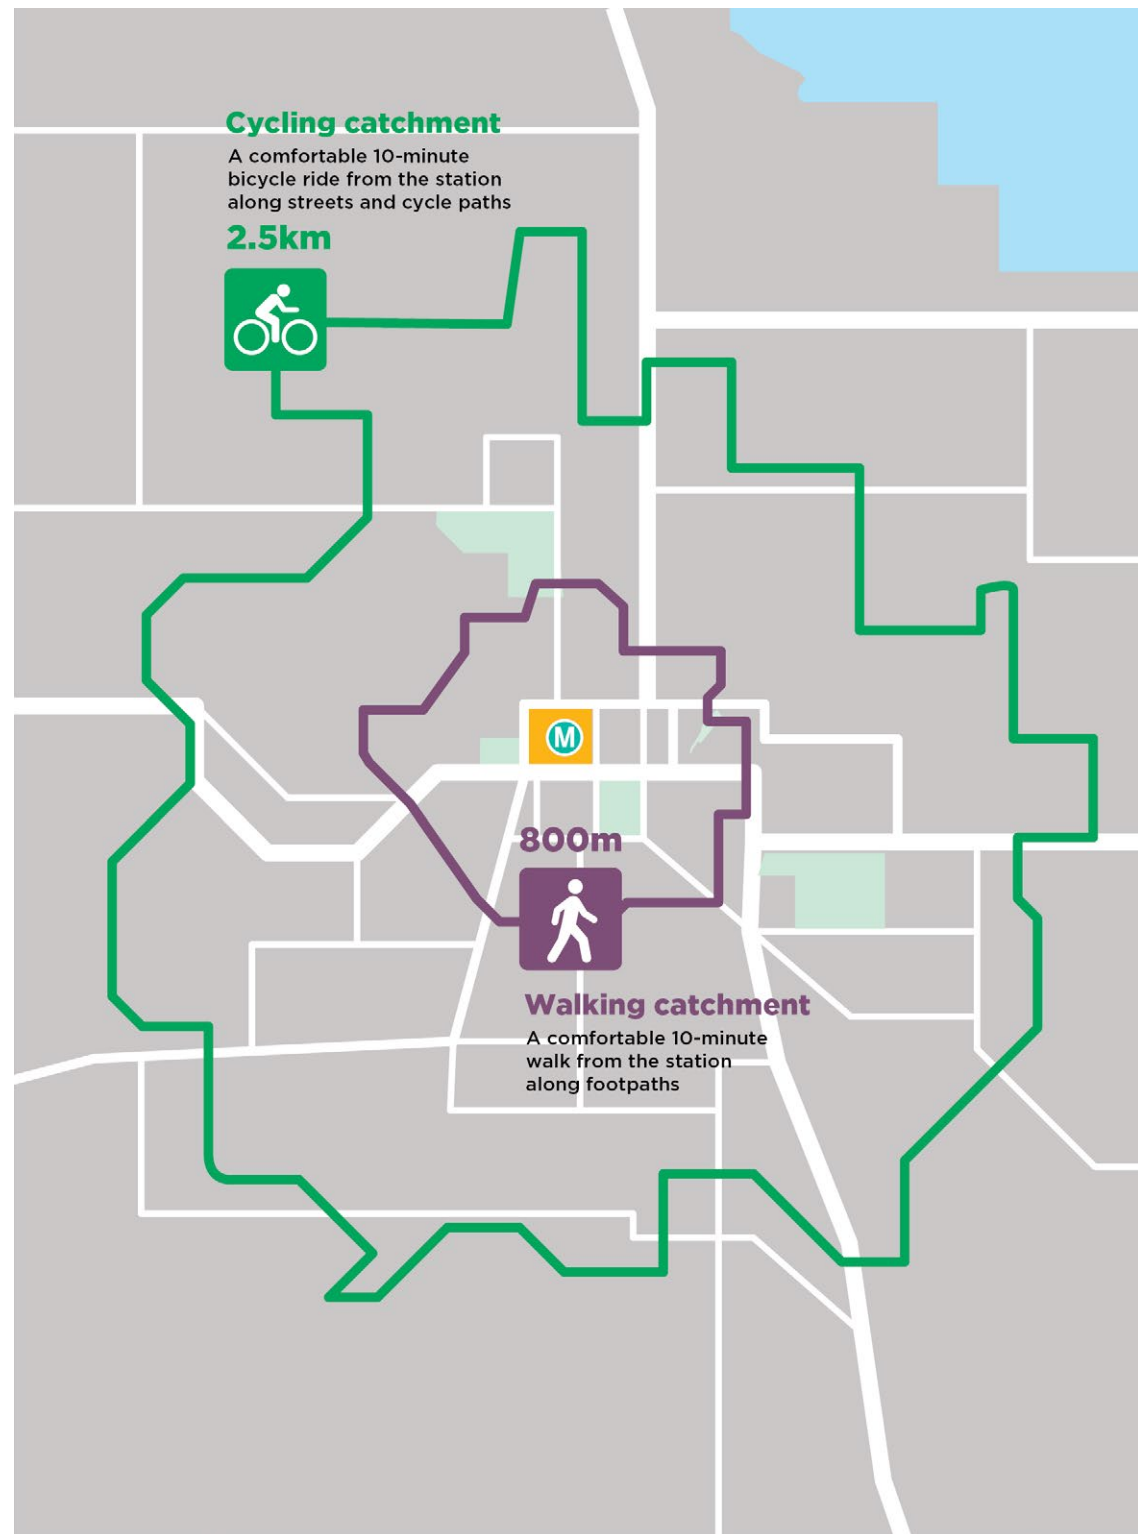 Cycling catchment
A comfortable 10-minute
bicycle ride from the station
along streets and cycle paths
2.5km
M
800m
Walking catchment
A comfortable 10-minute
walk from the station
along footpaths